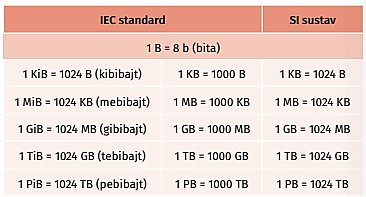 IEC standard SI sustav
1 B = 8 b (bita)
1 KiB = 1024 B (kibibajt) 1 KB = 1000 B 1 KB = 1024 B
1 MiB = 1024 KB (mebibajt) 1 MB = 1000 KB 1 MB = 1024 KB
1 GiB = 1024 MB (gibibajt) 1 GB = 1000 MB 1 GB = 1024 MB
1 TiB = 1024 GB (tebibajt) 1 TB = 1000 GB 1 TB = 1024 GB
1 PiB = 1024 TB (pebibajt) 1 PB = 1000 TB 1 PB = 1024 TB